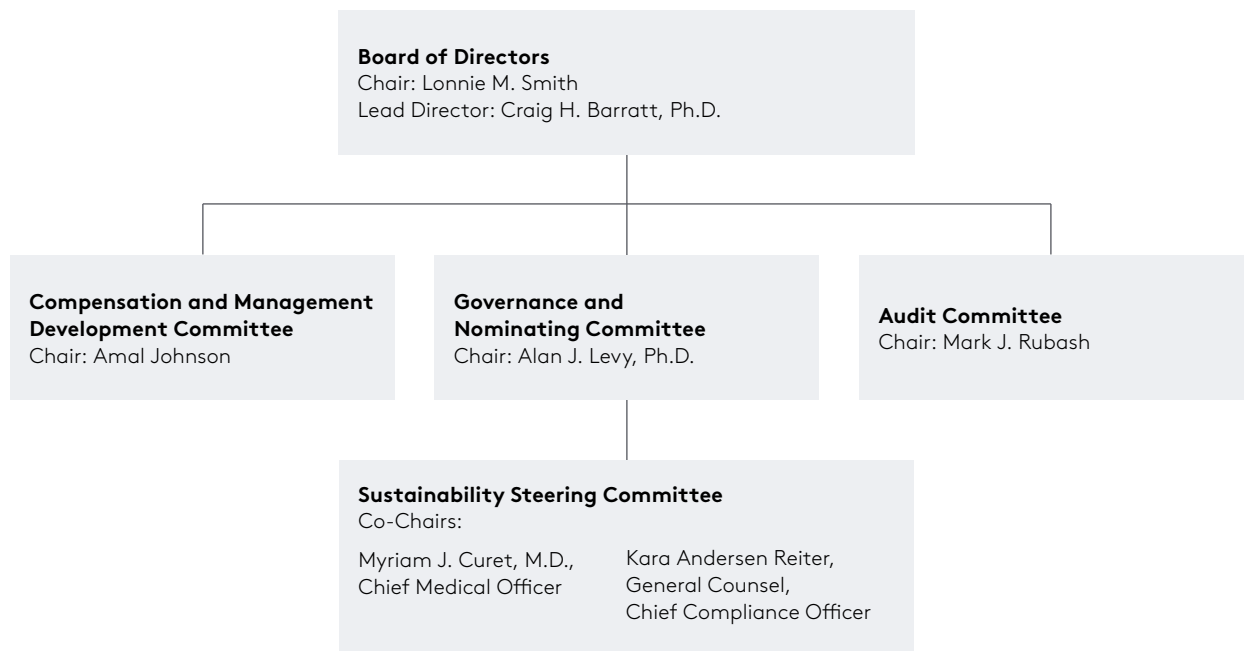 Board of Directors
Chair: Lonnie M. Smith
Lead Director: Craig H. Barratt, Ph.D.
Compensation and Management
Development Committee
Chair: Amal Johnson
Governance and
Nominating Committee
Chair: Alan J. Levy, Ph.D.
Audit Committee
Chair: Mark J. Rubash
Sustainability Steering Committee
Co-Chairs:
Myriam J. Curet, M.D.,
Chief Medical Officer
Kara Andersen Reiter,
General Counsel,
Chief Compliance Officer